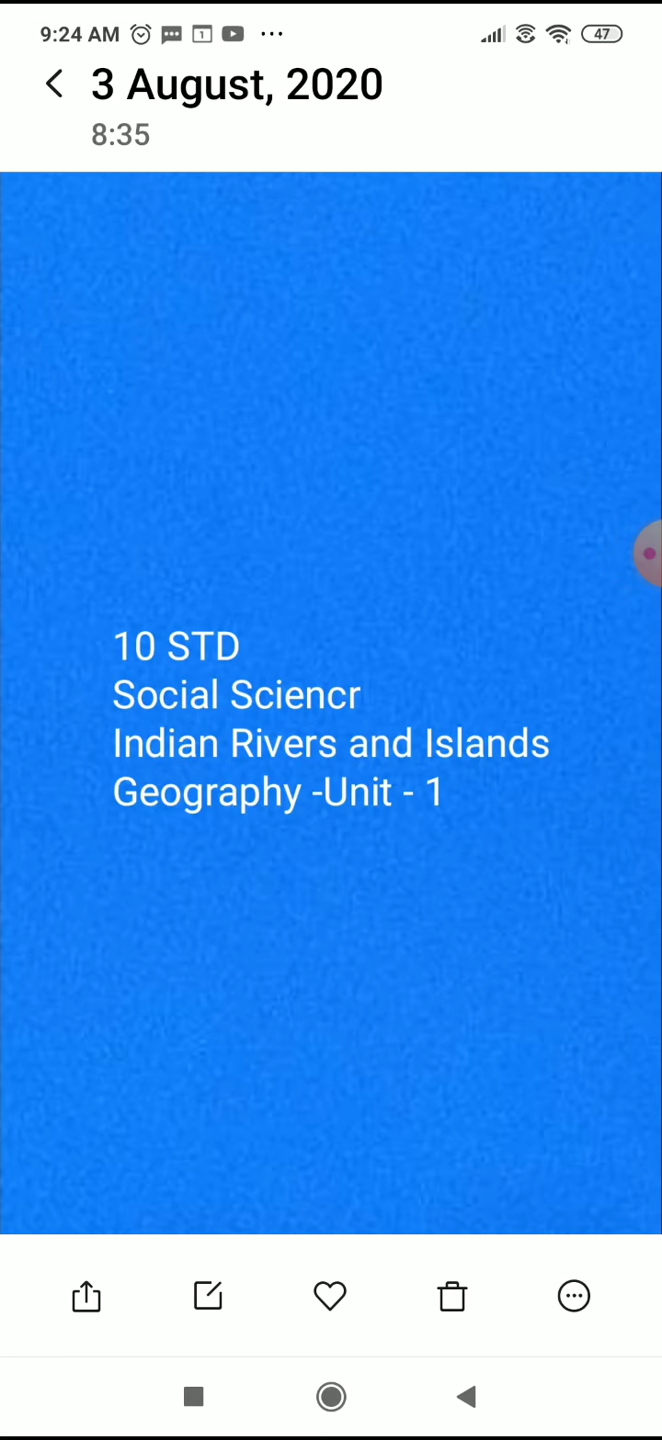 9:24 AM 1 ... 47
3 August, 2020
8:35
10 STD
Social Sciencr
Indian Rivers and Islands
Geography -Unit - 1